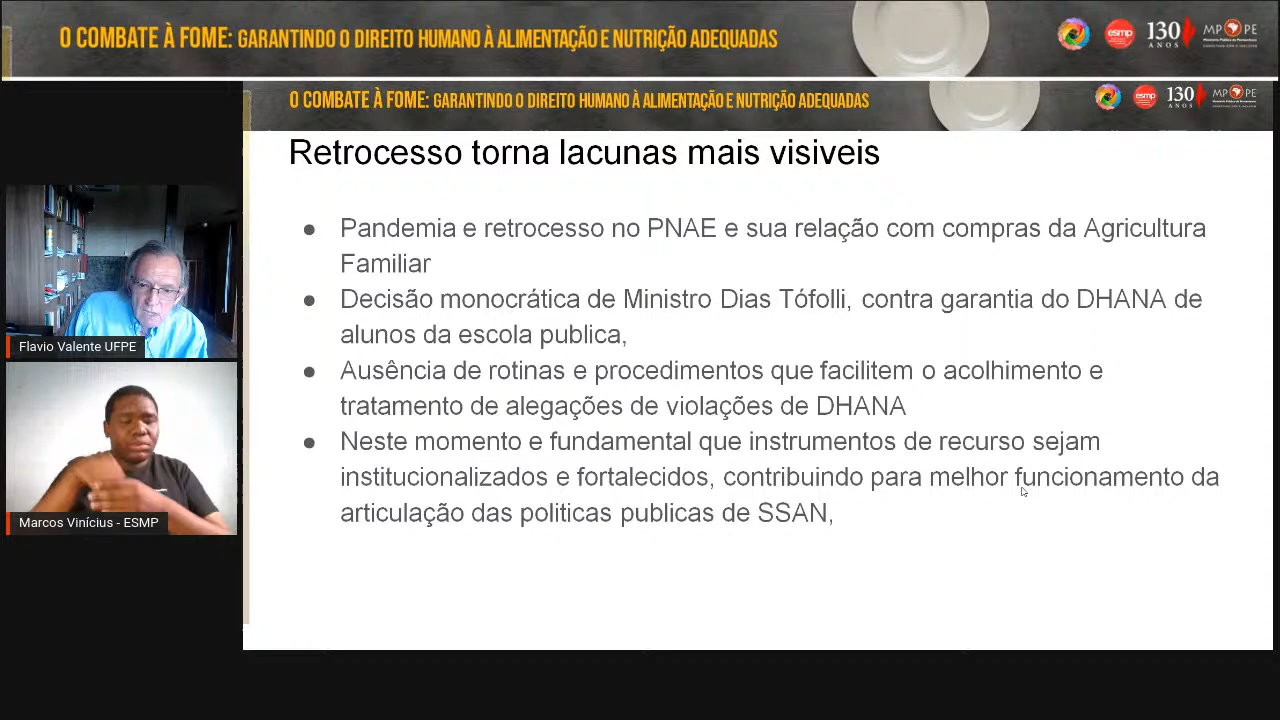 O COMBATE À FOME: GARANTINDO O DIREITO HUMANO À ALIMENTAÇÃO E NUTRIÇÃO ADEQUADAS
esmp
130
ANOS
MPPE
O COMBATE À FOME: GARANTINDO O DIREITO HUMANO À ALIMENTAÇÃO E NUTRIÇÃO ADEQUADAS
esmp
130
ANOS
MPPE
Retrocesso torna lacunas mais visiveis
● Pandemia e retrocesso no PNAE e sua relação com compras da Agricultura
Familiar
● Decisão monocrática de Ministro Dias Tófolli, contra garantia do DHANA de
alunos da escola publica,
● Ausência de rotinas e procedimentos que facilitem o acolhimento e
tratamento de alegações de violações de DHANA
● Neste momento e fundamental que instrumentos de recurso sejam
institucionalizados e fortalecidos, contribuindo para melhor funcionamento da
articulação das politicas publicas de SSAN,
Flavio Valente UFPE
Marcos Vinícius - ESMP